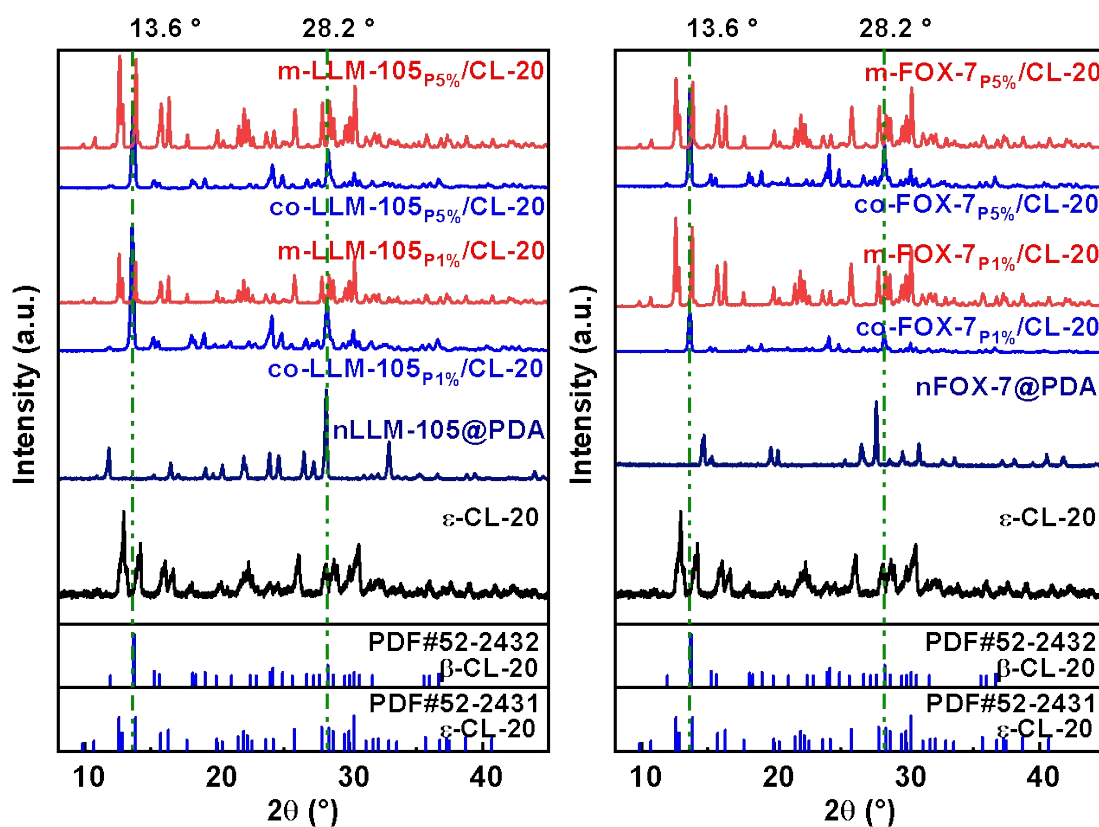 13.6 ° 28.2 °
m-LLM-105P5%/CL-20
co-LLM-105P5%/CL-20
m-LLM-105P1%/CL-20
co-LLM-105P1%/CL-20
nLLM-105@PDA
ε-CL-20
PDF#52-2432
β-CL-20
PDF#52-2431
ε-CL-20
10 20 30 40
2θ (°)
Intensity (a.u.)
13.6 ° 28.2 °
m-FOX-7P5%/CL-20
co-FOX-7P5%/CL-20
m-FOX-7P1%/CL-20
co-FOX-7P1%/CL-20
nFOX-7@PDA
ε-CL-20
PDF#52-2432
β-CL-20
PDF#52-2431
ε-CL-20
10 20 30 40
2θ (°)
Intensity (a.u.)